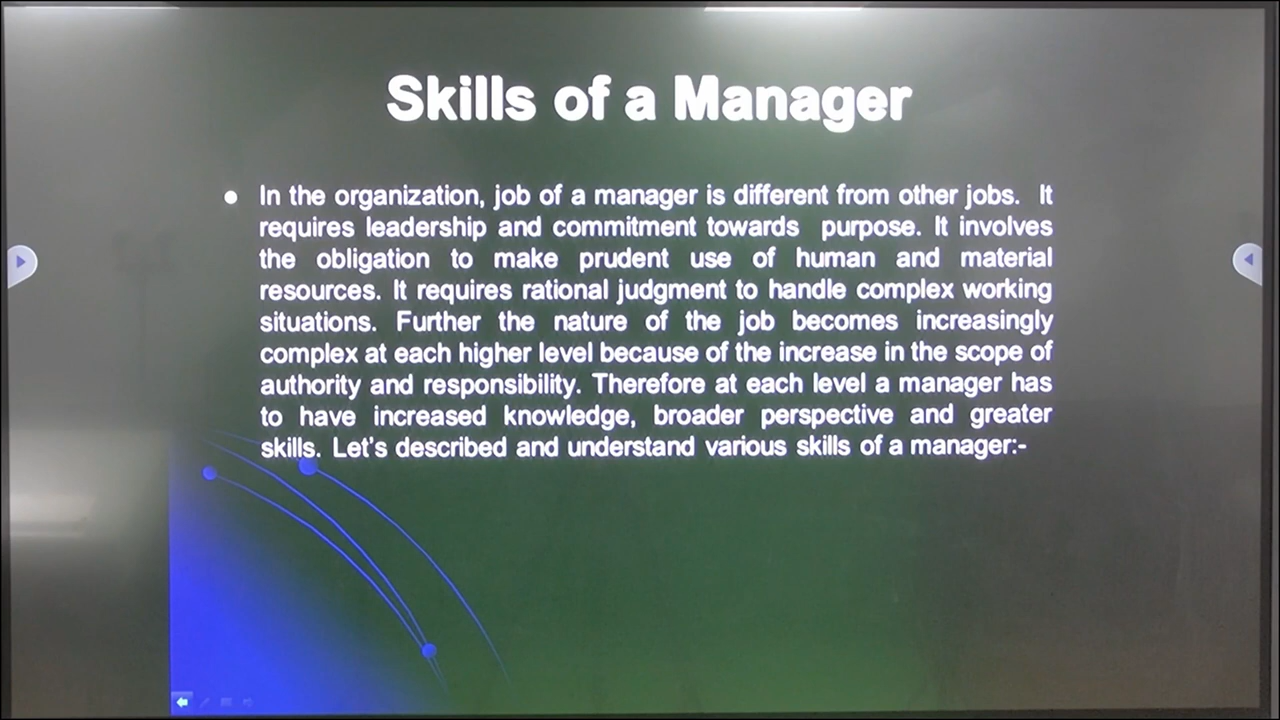 Skills of a Manager
• In the organization, job of a manager is different from other jobs. It
requires leadership and commitment towards purpose. It involves
the obligation to make prudent use of human and material
resources. It requires rational judgment to handle complex working
situations. Further the nature of the job becomes increasingly
complex at each higher level because of the increase in the scope of
authority and responsibility. Therefore at each level a manager has
to have increased knowledge, broader perspective and greater
skills. Let's described and understand various skills of a manager:-